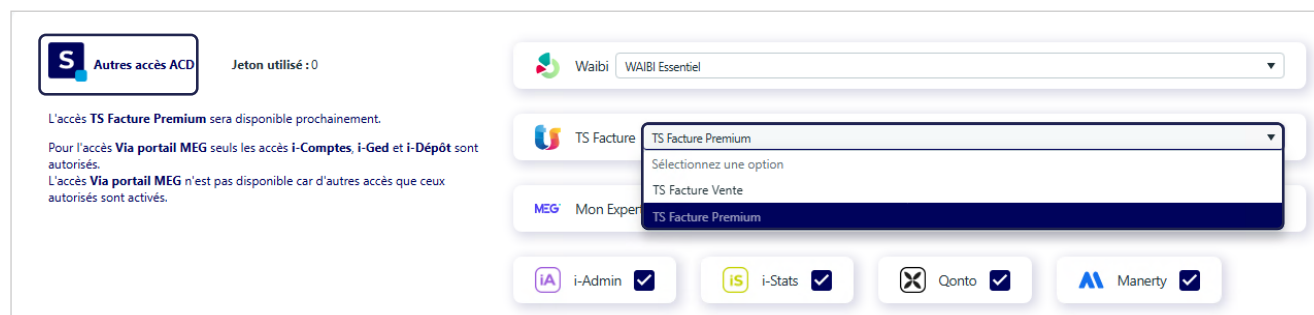 S Autres accès ACD
Jeton utilisé : 0
L'accès TS Facture Premium sera disponible prochainement.
Pour l'accès Via portail MEG seuls les accès i-Comptes, i-Ged et i-Dépôt sont
autorisés.
L'accès Via portail MEG n'est pas disponible car d'autres accès que ceux
autorisés sont activés.
Waibi WAIBI Essentiel
TS Facture TS Facture Premium
Sélectionnez une option
TS Facture Vente
TS Facture Premium
MEG Mon Exper
iA i-Admin
iS i-Stats
Qonto
Manerty